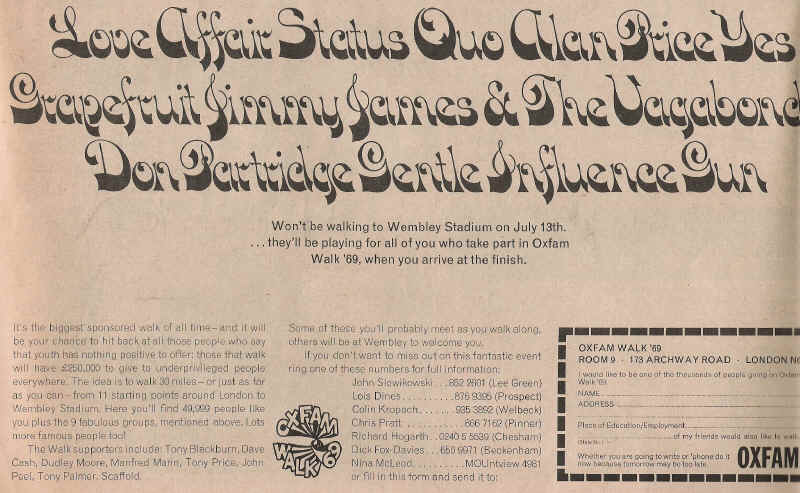 Love Affair Status Quo Alan Price Yes
Grapefruit Jimmy James & The Vagabond
Don Partridge Gentle Influence Gun
Won't be walking to Wembley Stadium on July 13th.
...they'll be playing for all of you who take part in Oxfam
Walk '69, when you arrive at the finish.
It's the biggest sponsored walk of all time–and it will
be your chance to hit back at all those people who say
that youth has nothing positive to offer: those that walk
will have £250,000 to give to underprivileged people
everywhere. The idea is to walk 30 miles–or just as far
as you can–from 11 starting points around London to
Wembley Stadium. Here you'll find 49,999 people like
you plus the 9 fabulous groups, mentioned above. Lots
more famous people too!
The Walk supporters include: Tony Blackburn, Dave
Cash, Dudley Moore, Manfred Mann, Tony Price, John
Peel, Tony Palmer, Scaffold.
OXFAM
WALK '69
Some of these you'll probably meet as you walk along,
others will be at Wembley to welcome you.
If you don't want to miss out on this fantastic event
ring one of these numbers for full information:
John Slowikowski...852 2601 (Lee Green)
Lois Dines..........876 9395 (Prospect)
Colin Kropach.......935 3892 (Welbeck)
Chris Pratt..........866 7162 (Pinner)
Richard Hogarth..0240 5 5539 (Chesham)
Dick Fox-Davies...650 9971 (Beckenham)
Nina McLeod..........MOUntview 4981
or fill in this form and send it to:
OXFAM WALK '69
ROOM 9 · 173 ARCHWAY ROAD · LONDON N6
I would like to be one of the thousands of people going on Oxfam
Walk '69.
NAME
ADDRESS
Place of Education/Employment
of my friends would also like to walk
Whether you are going to write or 'phone do it
now because tomorrow may be too late.
OXFAM